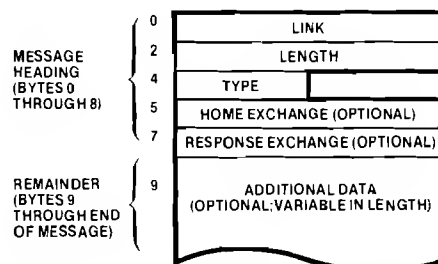 0
LINK
2
LENGTH
MESSAGE
HEADING
(BYTES 0
THROUGH 8)
4
TYPE
5
HOME EXCHANGE (OPTIONAL)
7
RESPONSE EXCHANGE (OPTIONAL)
REMAINDER
(BYTES 9
THROUGH END
OF MESSAGE)
9
ADDITIONAL DATA
(OPTIONAL; VARIABLE IN LENGTH)